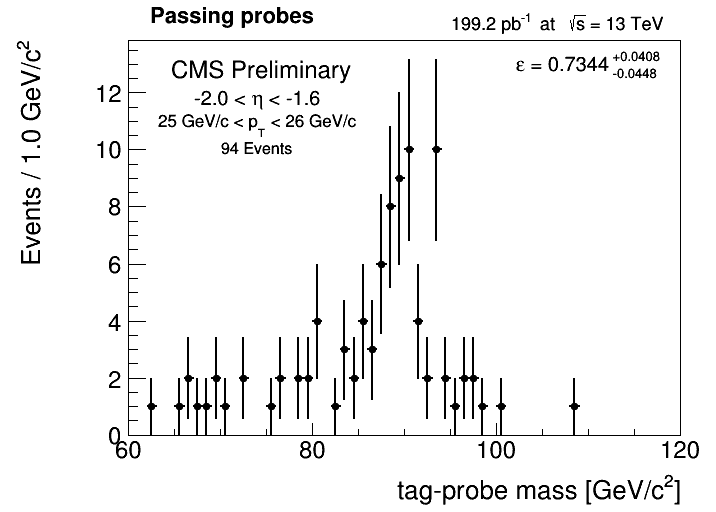 Passing probes
199.2 pb⁻¹ at √s = 13 TeV
CMS Preliminary
-2.0 < η < -1.6
25 GeV/c < p_T < 26 GeV/c
94 Events
ε = 0.7344 +0.0408 -0.0448
Events / 1.0 GeV/c²
12
10
8
6
4
2
0
60 80 100 120
tag-probe mass [GeV/c²]